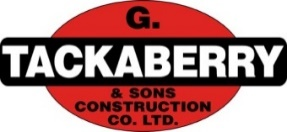 G.
TACKABERRY
& SONS
CONSTRUCTION
CO. LTD.